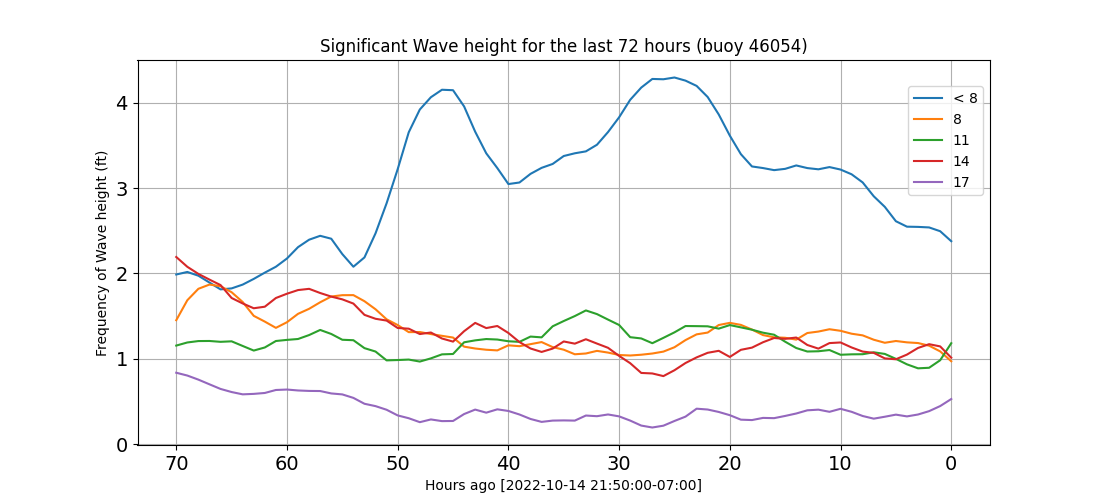 Significant Wave height for the last 72 hours (buoy 46054)
Frequency of Wave height (ft)
4
3
2
1
0
< 8
8
11
14
17
70 60 50 40 30 20 10 0
Hours ago [2022-10-14 21:50:00-07:00]